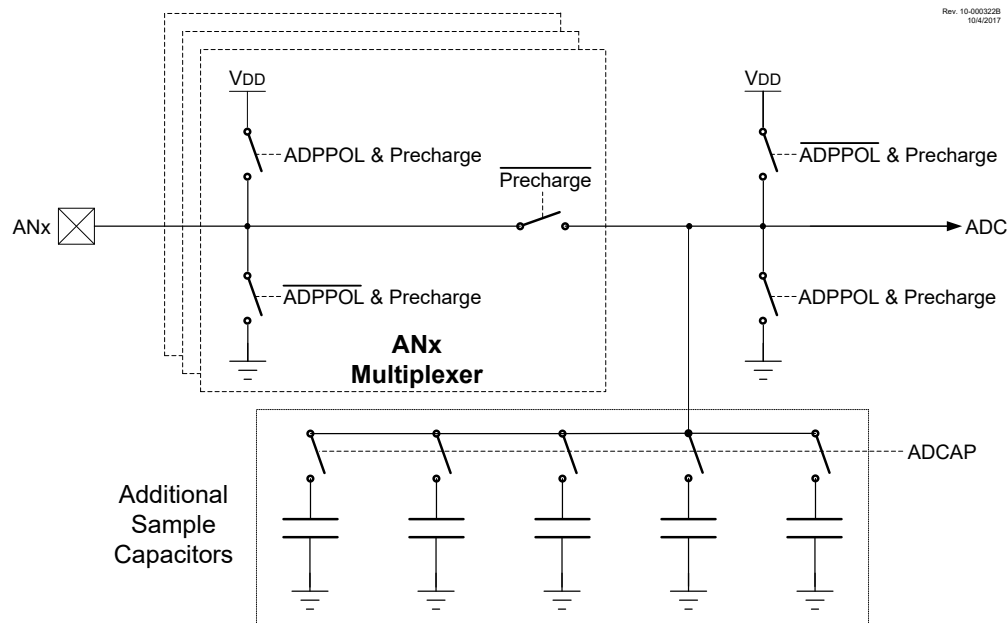 Rev. 10-000322B
10/4/2017
VDD
VDD
ADPPOL & Precharge
ADPPOL & Precharge
Precharge
ANx
ADC
ADPPOL & Precharge
ADPPOL & Precharge
ANx
Multiplexer
ADCAP
Additional
Sample
Capacitors